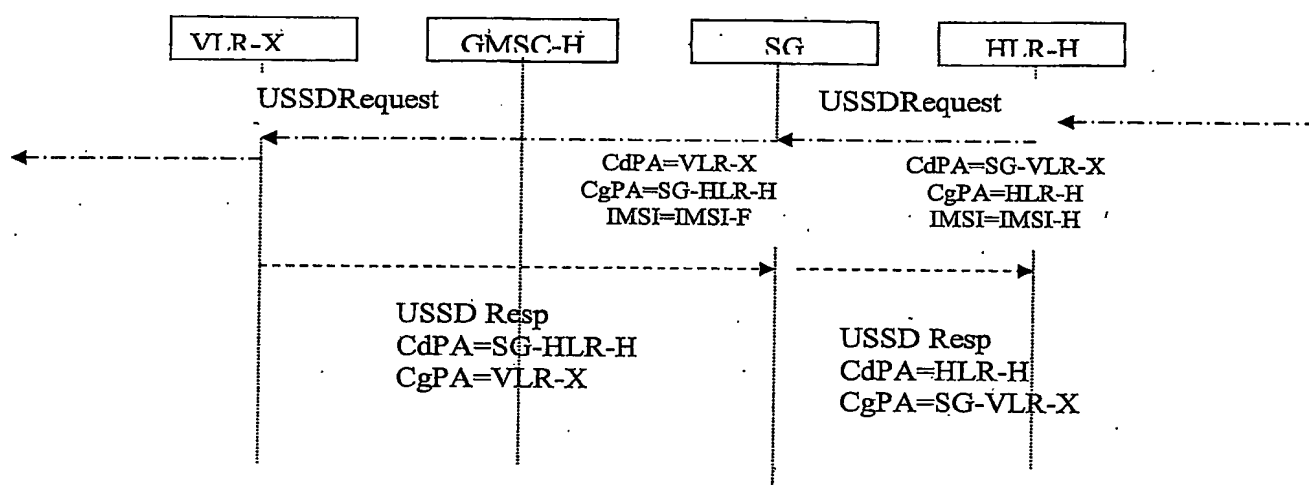 VLR-X
GMSC-H
SG
HLR-H
USSDRequest
USSDRequest
CdPA=VLR-X
CgPA=SG-HLR-H
IMSI=IMSI-F
CdPA=SG-VLR-X
CgPA=HLR-H
IMSI=IMSI-H
USSD Resp
CdPA=SG-HLR-H
CgPA=VLR-X
USSD Resp
CdPA=HLR-H
CgPA=SG-VLR-X